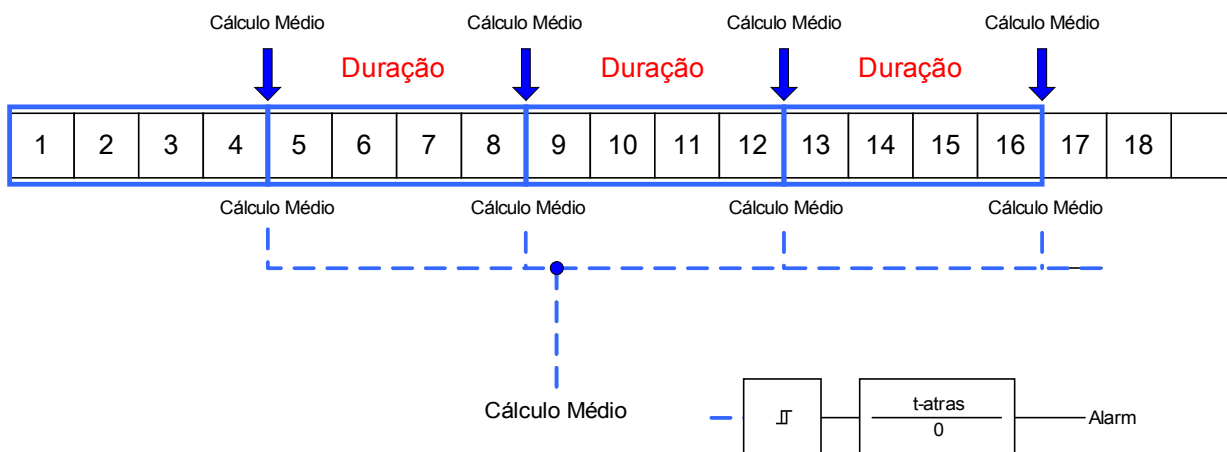 Cálculo Médio Cálculo Médio Cálculo Médio Cálculo Médio
Duração Duração Duração
1 2 3 4 5 6 7 8 9 10 11 12 13 14 15 16 17 18
Cálculo Médio Cálculo Médio Cálculo Médio Cálculo Médio
Cálculo Médio
t-atras
0
Alarm